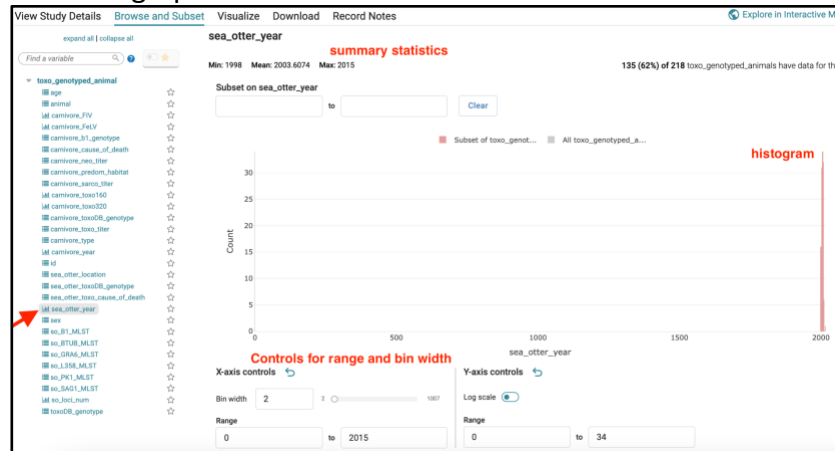 View Study Details Browse and Subset Visualize Download Record Notes Explore in Interactive M
expand all | collapse all
Find a variable
toxo_genotyped_animal
age
animal
carnivore_FIV
carnivore_FeLV
carnivore_b1_genotype
carnivore_cause_of_death
carnivore_neo_titer
carnivore_predom_habitat
carnivore_sarco_titer
carnivore_toxo160
carnivore_toxo320
carnivore_toxoDB_genotype
carnivore_toxo_titer
carnivore_type
carnivore_year
id
sea_otter_location
sea_otter_toxoDB_genotype
sea_otter_toxo_cause_of_death
sea_otter_year
sex
so_B1_MLST
so_BTUB_MLST
so_GRA6_MLST
so_L358_MLST
so_PK1_MLST
so_SAG1_MLST
so_loci_num
toxoDB_genotype
sea_otter_year
summary statistics
Min: 1998 Mean: 2003.6074 Max: 2015
135 (62%) of 218 toxo_genotyped_animals have data for th
Subset on sea_otter_year
to Clear
Subset of toxo_genot... All toxo_genotyped_a...
histogram
30
25
20
15
10
5
0
Count
0 500 1000 1500 2000
sea_otter_year
Controls for range and bin width
X-axis controls
Bin width 2 2 1007
Range
0 to 2015
Y-axis controls
Log scale
Range
0 to 34